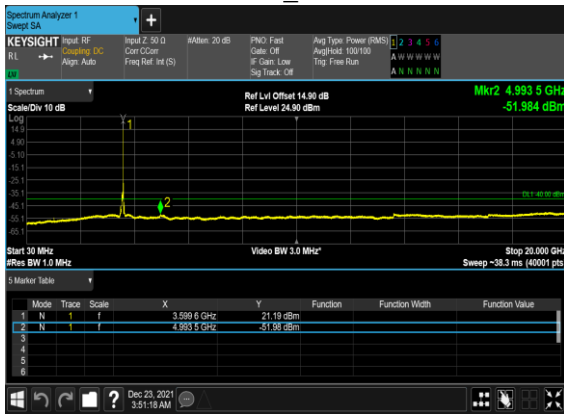 Spectrum Analyzer 1
Swept SA
+
KEYSIGHT Input: RF Input Z: 50 Ω #Atten: 20 dB PNO: Fast Avg Type: Power (RMS) 1 2 3 4 5 6
RL Coupling: DC Corr CCorr Gate: Off Avg|Hold: 100/100 A W W W W W
Align: Auto Freq Ref: Int (S) IF Gain: Low Trig: Free Run
Sig Track: Off A N N N N N
1 Spectrum Ref Lvl Offset 14.90 dB Mkr2 4.993 5 GHz
Scale/Div 10 dB Ref Level 24.90 dBm -51.984 dBm
Log
14.9
4.90
-5.10
-15.1
-25.1
-35.1
-45.1
-55.1
-65.1
1
2
DL1 -40.00 dBm
Start 30 MHz Video BW 3.0 MHz* Stop 20.000 GHz
#Res BW 1.0 MHz Sweep ~38.3 ms (40001 pts)
5 Marker Table
Mode Trace Scale X Y Function Function Width Function Value
1 N 1 f 3.599 6 GHz 21.19 dBm
2 N 1 f 4.993 5 GHz -51.98 dBm
3
4
5
6
? Dec 23, 2021
3:51:18 AM